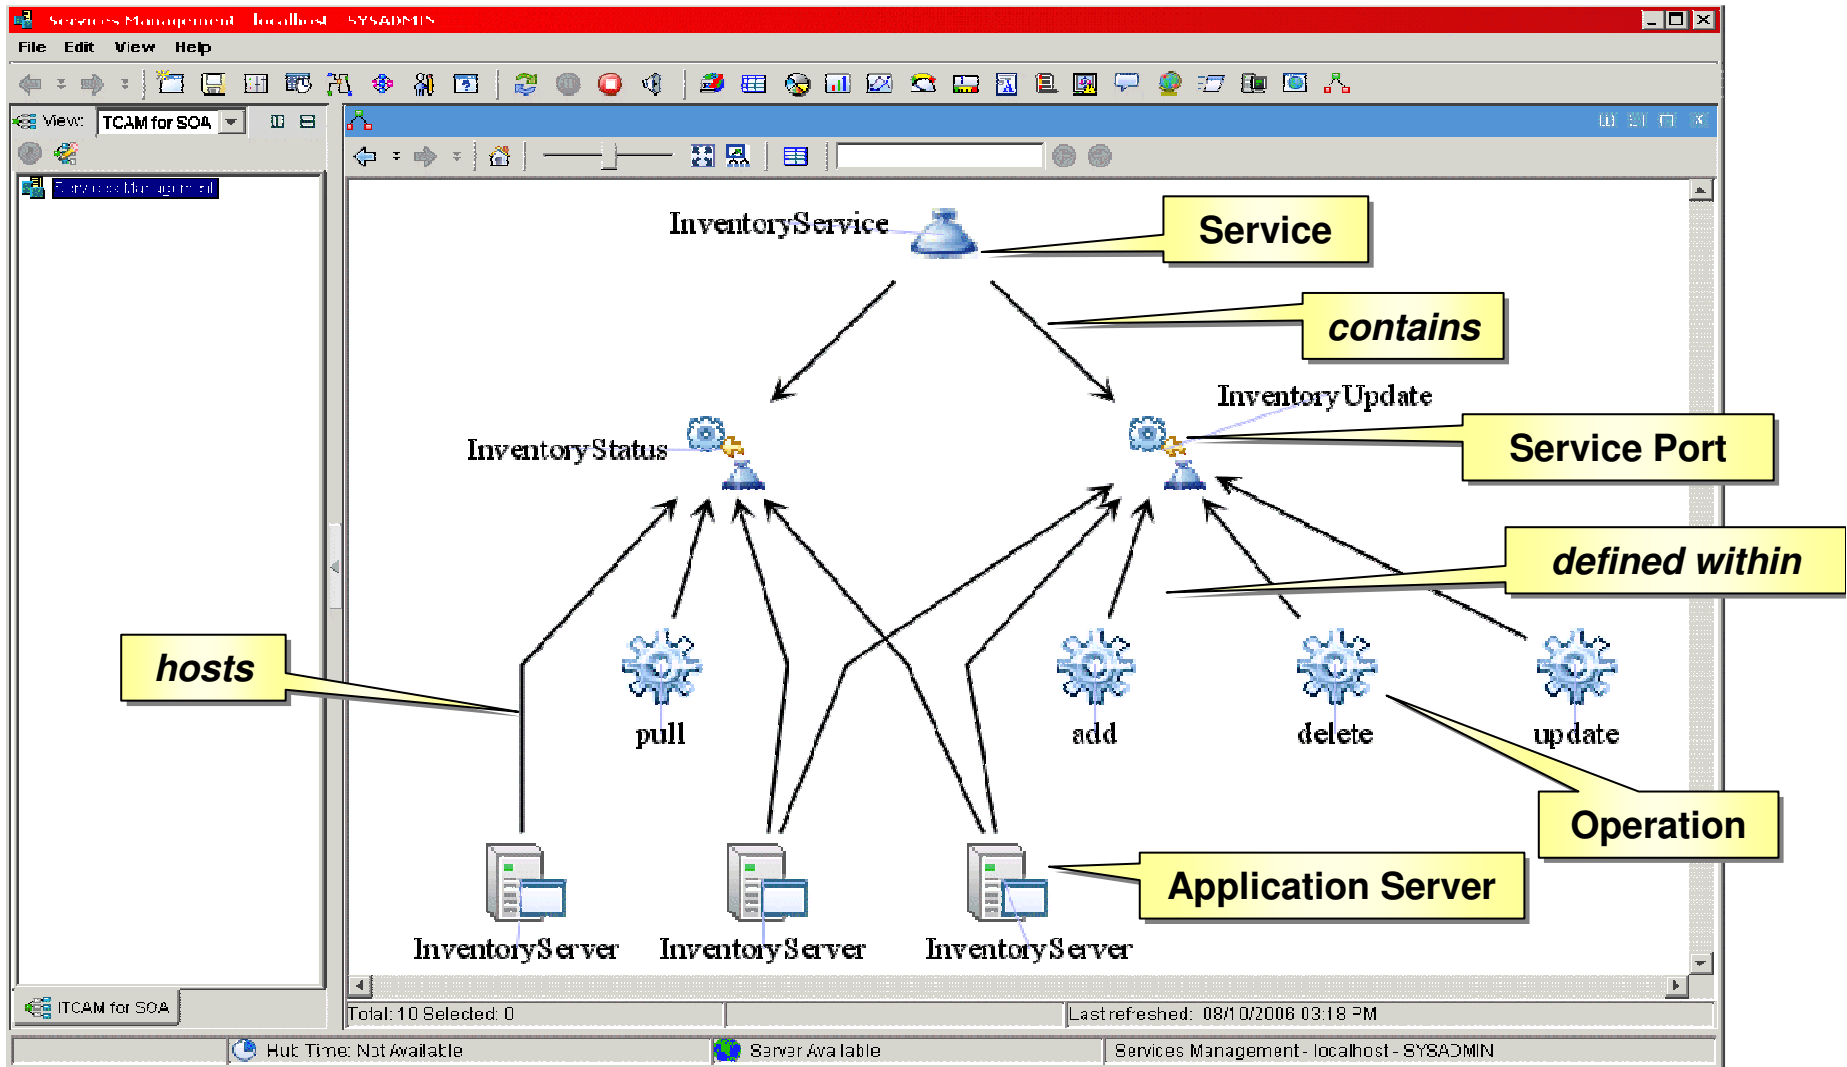 Services Management - localhost - SYSADMIN
File Edit View Help
View: TCAM for SOA
Services Management
InventoryService
Service
contains
InventoryUpdate
InventoryStatus
Service Port
defined within
hosts
pull
add
delete
update
Operation
Application Server
InventoryServer
InventoryServer
InventoryServer
ITCAM for SOA
Total: 10 Selected: 0
Last refreshed: 08/10/2006 03:18 PM
Hub Time: Not Available
Server Available
Services Management - localhost - SYSADMIN